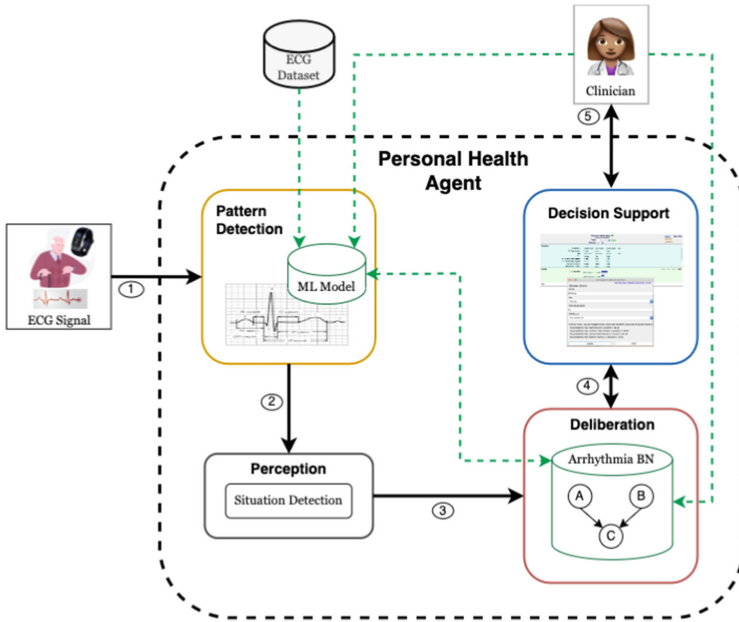 ECG
Dataset
Clinician
5
Personal Health
Agent
Pattern
Detection
Decision Support
ML Model
1
ECG Signal
2
4
Deliberation
Perception
Arrhythmia BN
Situation Detection
3
A
B
C